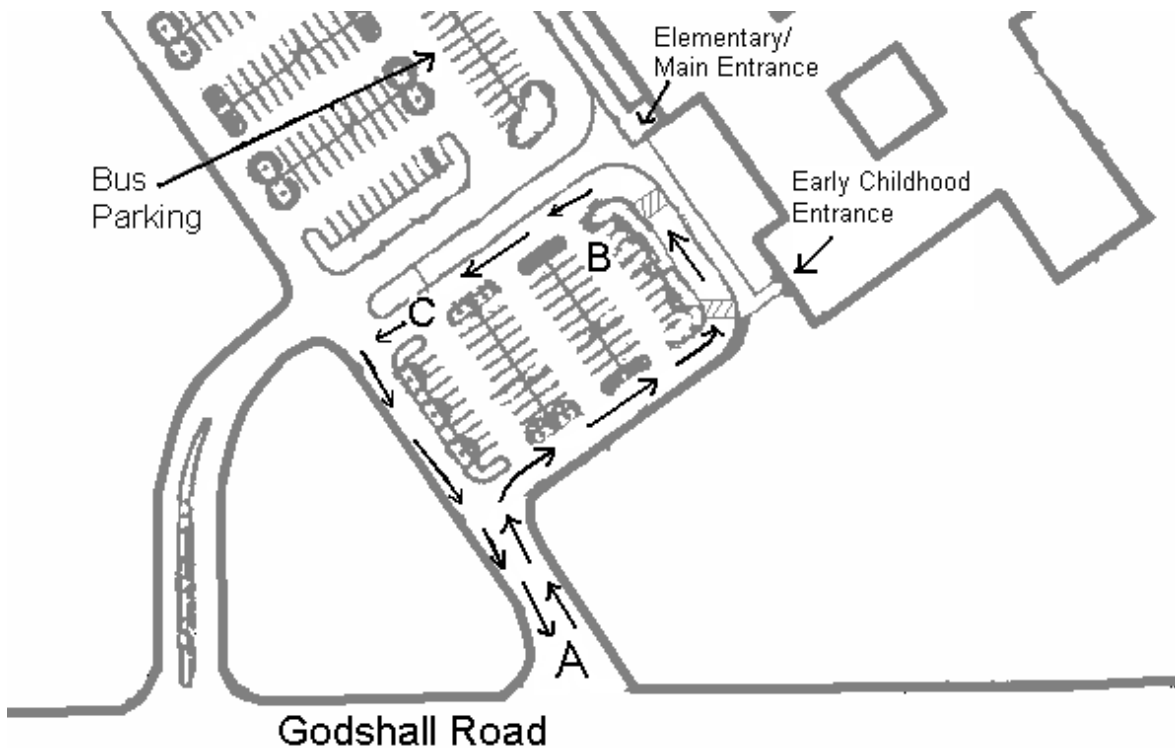 Elementary/
Main Entrance
Bus
Parking
Early Childhood
Entrance
B
C
A
Godshall Road